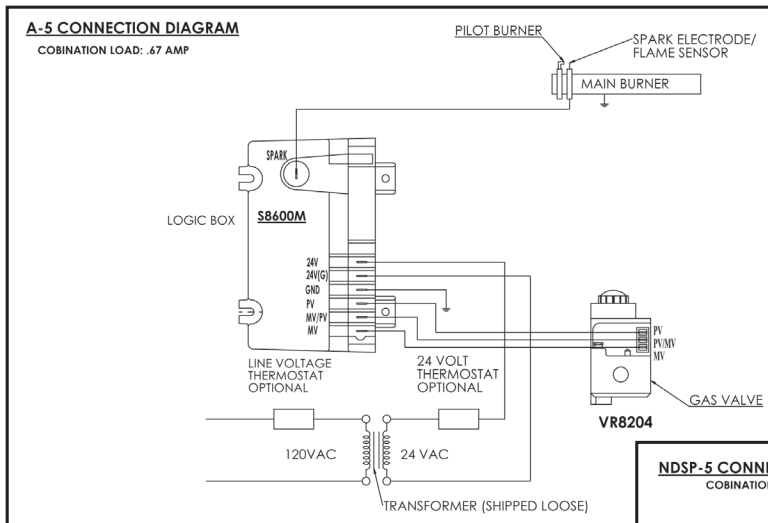 A-5 CONNECTION DIAGRAM
COBINATION LOAD: .67 AMP
PILOT BURNER
SPARK ELECTRODE/
FLAME SENSOR
MAIN BURNER
SPARK
LOGIC BOX
S8600M
24V
24V(G)
GND
PV
MV/PV
MV
PV
PV/MV
MV
LINE VOLTAGE
THERMOSTAT
OPTIONAL
24 VOLT
THERMOSTAT
OPTIONAL
GAS VALVE
VR8204
120VAC
24 VAC
TRANSFORMER (SHIPPED LOOSE)
NDSP-5 CONNE
COBINATION